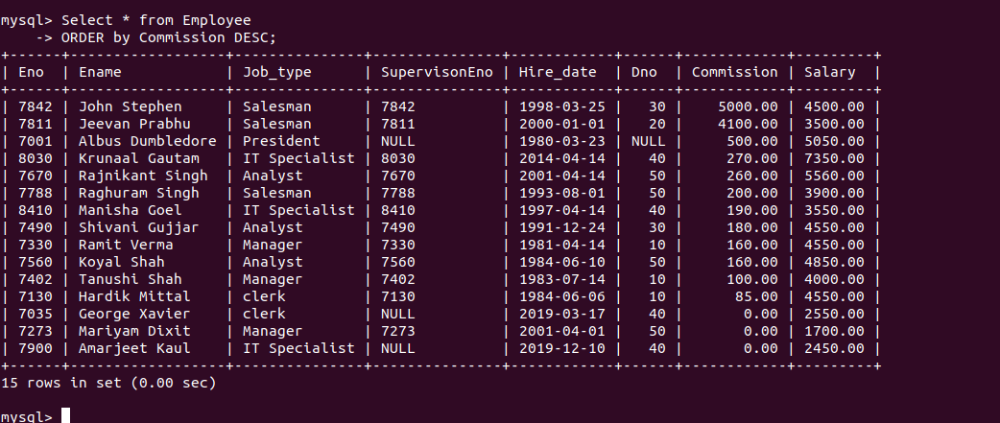 mysql> Select * from Employee
    -> ORDER by Commission DESC;
+------+------------------+---------------+---------------+------------+------+------------+---------+
| Eno  | Ename            | Job_type      | SupervisonEno | Hire_date  | Dno  | Commission | Salary  |
+------+------------------+---------------+---------------+------------+------+------------+---------+
| 7842 | John Stephen     | Salesman      | 7842          | 1998-03-25 |   30 |    5000.00 | 4500.00 |
| 7811 | Jeevan Prabhu    | Salesman      | 7811          | 2000-01-01 |   20 |    4100.00 | 3500.00 |
| 7001 | Albus Dumbledore | President     | NULL          | 1980-03-23 | NULL |     500.00 | 5050.00 |
| 8030 | Krunaal Gautam   | IT Specialist | 8030          | 2014-04-14 |   40 |     270.00 | 7350.00 |
| 7670 | Rajnikant Singh  | Analyst       | 7670          | 2001-04-14 |   50 |     260.00 | 5560.00 |
| 7788 | Raghuram Singh   | Salesman      | 7788          | 1993-08-01 |   50 |     200.00 | 3900.00 |
| 8410 | Manisha Goel     | IT Specialist | 8410          | 1997-04-14 |   40 |     190.00 | 3550.00 |
| 7490 | Shivani Gujjar   | Analyst       | 7490          | 1991-12-24 |   30 |     180.00 | 4550.00 |
| 7330 | Ramit Verma      | Manager       | 7330          | 1981-04-14 |   10 |     160.00 | 4550.00 |
| 7560 | Koyal Shah       | Analyst       | 7560          | 1984-06-10 |   50 |     160.00 | 4850.00 |
| 7402 | Tanushi Shah     | Manager       | 7402          | 1983-07-14 |   10 |     100.00 | 4000.00 |
| 7130 | Hardik Mittal    | clerk         | 7130          | 1984-06-06 |   10 |      85.00 | 4550.00 |
| 7035 | George Xavier    | clerk         | NULL          | 2019-03-17 |   40 |       0.00 | 2550.00 |
| 7273 | Mariyam Dixit    | Manager       | 7273          | 2001-04-01 |   50 |       0.00 | 1700.00 |
| 7900 | Amarjeet Kaul    | IT Specialist | NULL          | 2019-12-10 |   40 |       0.00 | 2450.00 |
+------+------------------+---------------+---------------+------------+------+------------+---------+
15 rows in set (0.00 sec)
mysql>